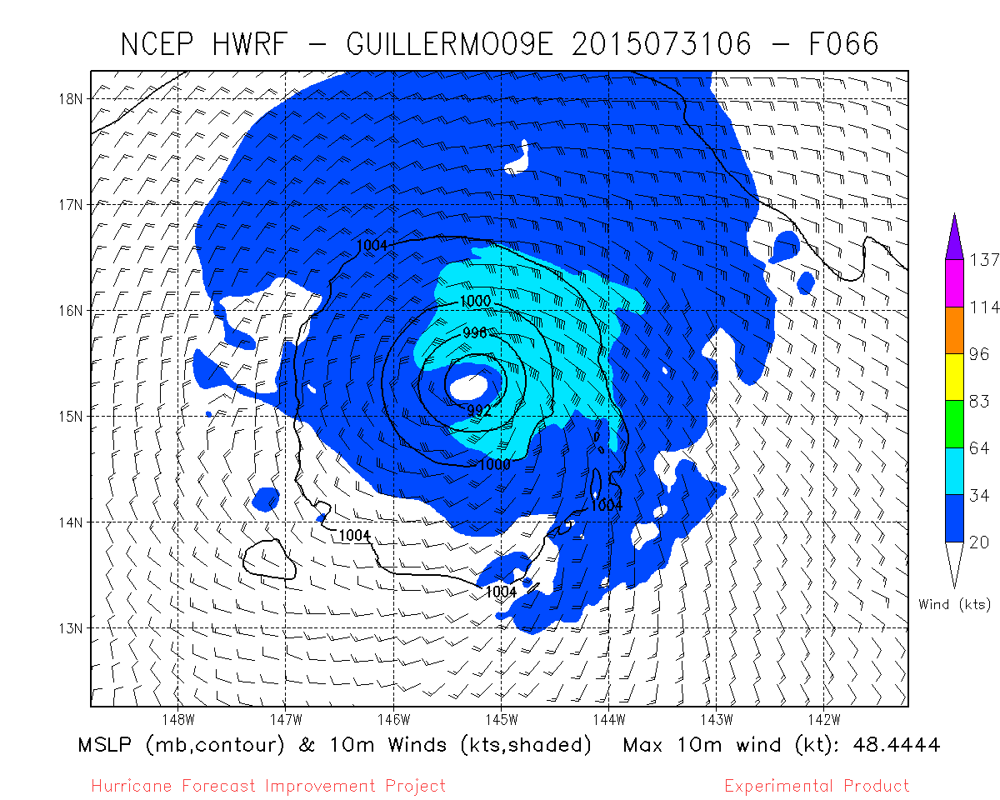 NCEP HWRF – GUILLERMO09E 2015073106 – F066
18N
17N
16N
15N
14N
13N
1004
1000
996
992
1000
1004
1004
1004
148W 147W 146W 145W 144W 143W 142W
137
114
96
83
64
34
20
Wind (kts)
MSLP (mb,contour) & 10m Winds (kts,shaded) Max 10m wind (kt): 48.4444
Hurricane Forecast Improvement Project Experimental Product